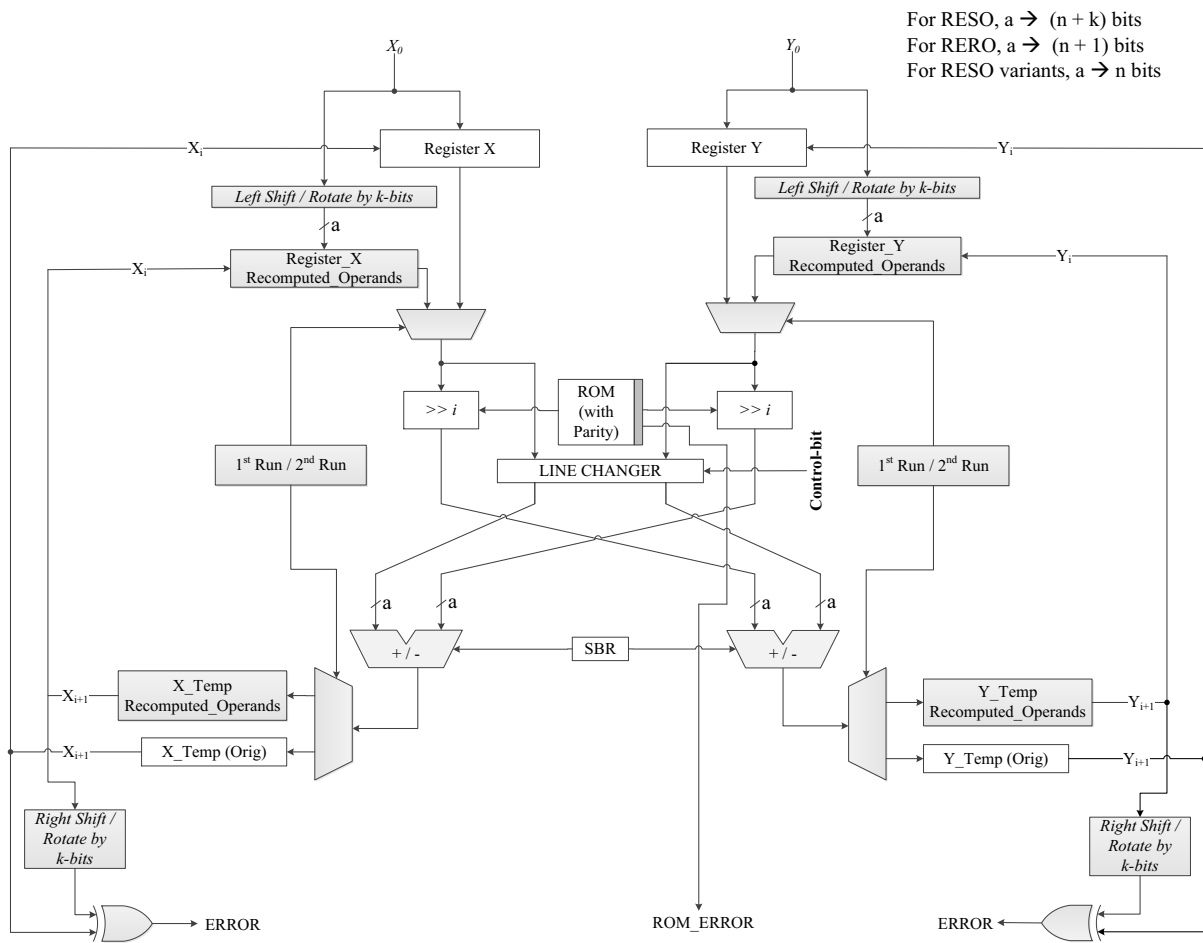 For RESO, a → (n + k) bits
For RERO, a → (n + 1) bits
For RESO variants, a → n bits
X0
Y0
Xi
Register X
Register Y
Yi
Left Shift / Rotate by k-bits
Left Shift / Rotate by k-bits
a
a
Xi
Register_X
Recomputed_Operands
Register_Y
Recomputed_Operands
Yi
>> i
ROM
(with
Parity)
>> i
1st Run / 2nd Run
LINE CHANGER
Control-bit
1st Run / 2nd Run
a
a
a
a
+ / -
SBR
+ / -
Xi+1
X_Temp
Recomputed_Operands
Y_Temp
Recomputed_Operands
Yi+1
Xi+1
X_Temp (Orig)
Y_Temp (Orig)
Yi+1
Right Shift /
Rotate by
k-bits
Right Shift /
Rotate by
k-bits
ERROR
ROM_ERROR
ERROR